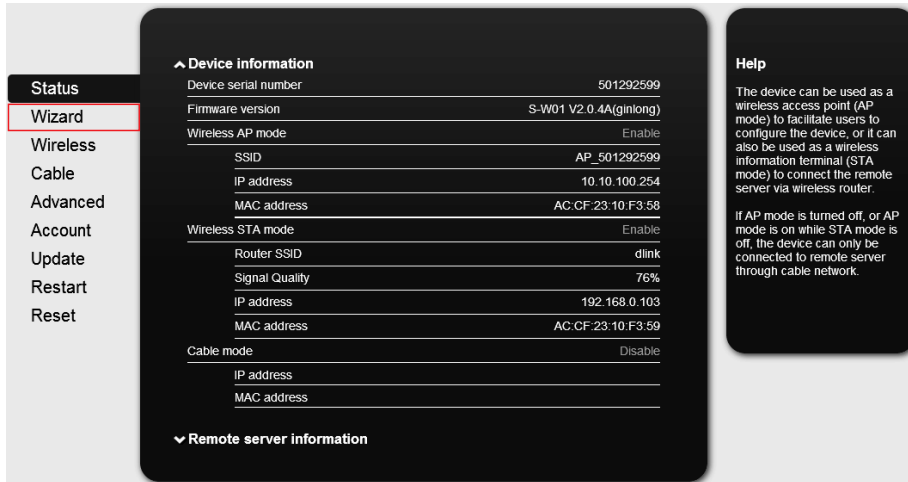 Status
Wizard
Wireless
Cable
Advanced
Account
Update
Restart
Reset
Device information
Device serial number 501292599
Firmware version S-W01 V2.0.4A(ginlong)
Wireless AP mode Enable
SSID AP_501292599
IP address 10.10.100.254
MAC address AC:CF:23:10:F3:58
Wireless STA mode Enable
Router SSID dlink
Signal Quality 76%
IP address 192.168.0.103
MAC address AC:CF:23:10:F3:59
Cable mode Disable
IP address
MAC address
Remote server information
Help
The device can be used as a
wireless access point (AP
mode) to facilitate users to
configure the device, or it can
also be used as a wireless
information terminal (STA
mode) to connect the remote
server via wireless router.
If AP mode is turned off, or AP
mode is on while STA mode is
off, the device can only be
connected to remote server
through cable network.